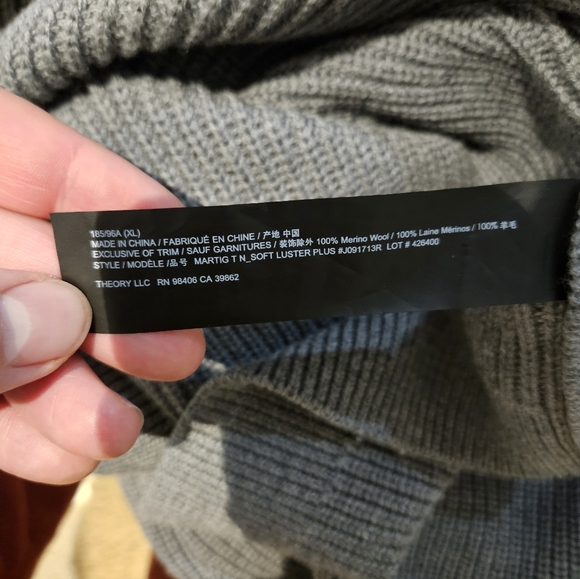 185/96A (XL)
MADE IN CHINA / FABRIQUÉ EN CHINE / 产地 中国
EXCLUSIVE OF TRIM / SAUF GARNITURES / 装饰除外 100% Merino Wool / 100% Laine Mérinos / 100% 羊毛
STYLE / MODÈLE /品号 MARTIG T N_SOFT LUSTER PLUS #J091713R LOT # 426400
THEORY LLC RN 98406 CA 39862